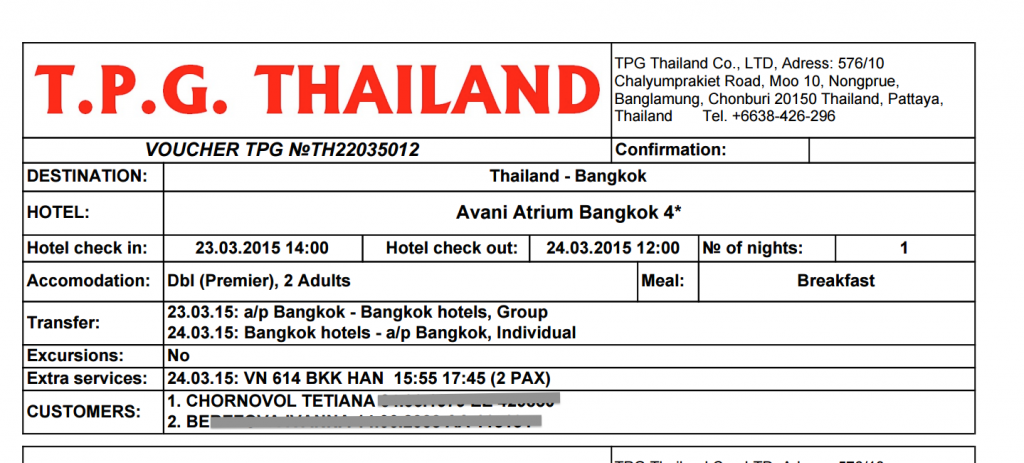 T.P.G. THAILAND
TPG Thailand Co., LTD, Adress: 576/10
Chalyumprakiet Road, Moo 10, Nongprue,
Banglamung, Chonburi 20150 Thailand, Pattaya,
Thailand Tel. +6638-426-296
VOUCHER TPG №TH22035012
Confirmation:
DESTINATION: Thailand - Bangkok
HOTEL: Avani Atrium Bangkok 4*
Hotel check in: 23.03.2015 14:00 Hotel check out: 24.03.2015 12:00 № of nights: 1
Accomodation: Dbl (Premier), 2 Adults Meal: Breakfast
Transfer: 23.03.15: a/p Bangkok - Bangkok hotels, Group
24.03.15: Bangkok hotels - a/p Bangkok, Individual
Excursions: No
Extra services: 24.03.15: VN 614 BKK HAN 15:55 17:45 (2 PAX)
CUSTOMERS: 1. CHORNOVOL TETIANA
2. BE